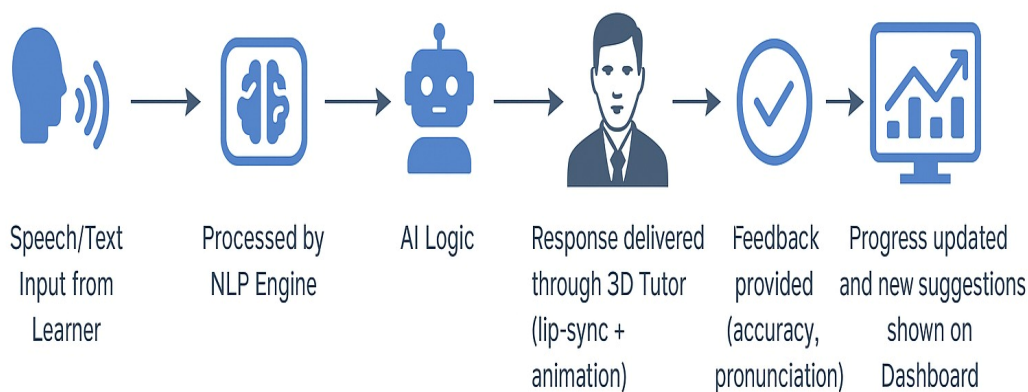 Speech/Text
Input from
Learner
Processed by
NLP Engine
AI Logic
Response delivered
through 3D Tutor
(lip-sync +
animation)
Feedback
provided
(accuracy,
pronunciation)
Progress updated
and new suggestions
shown on
Dashboard